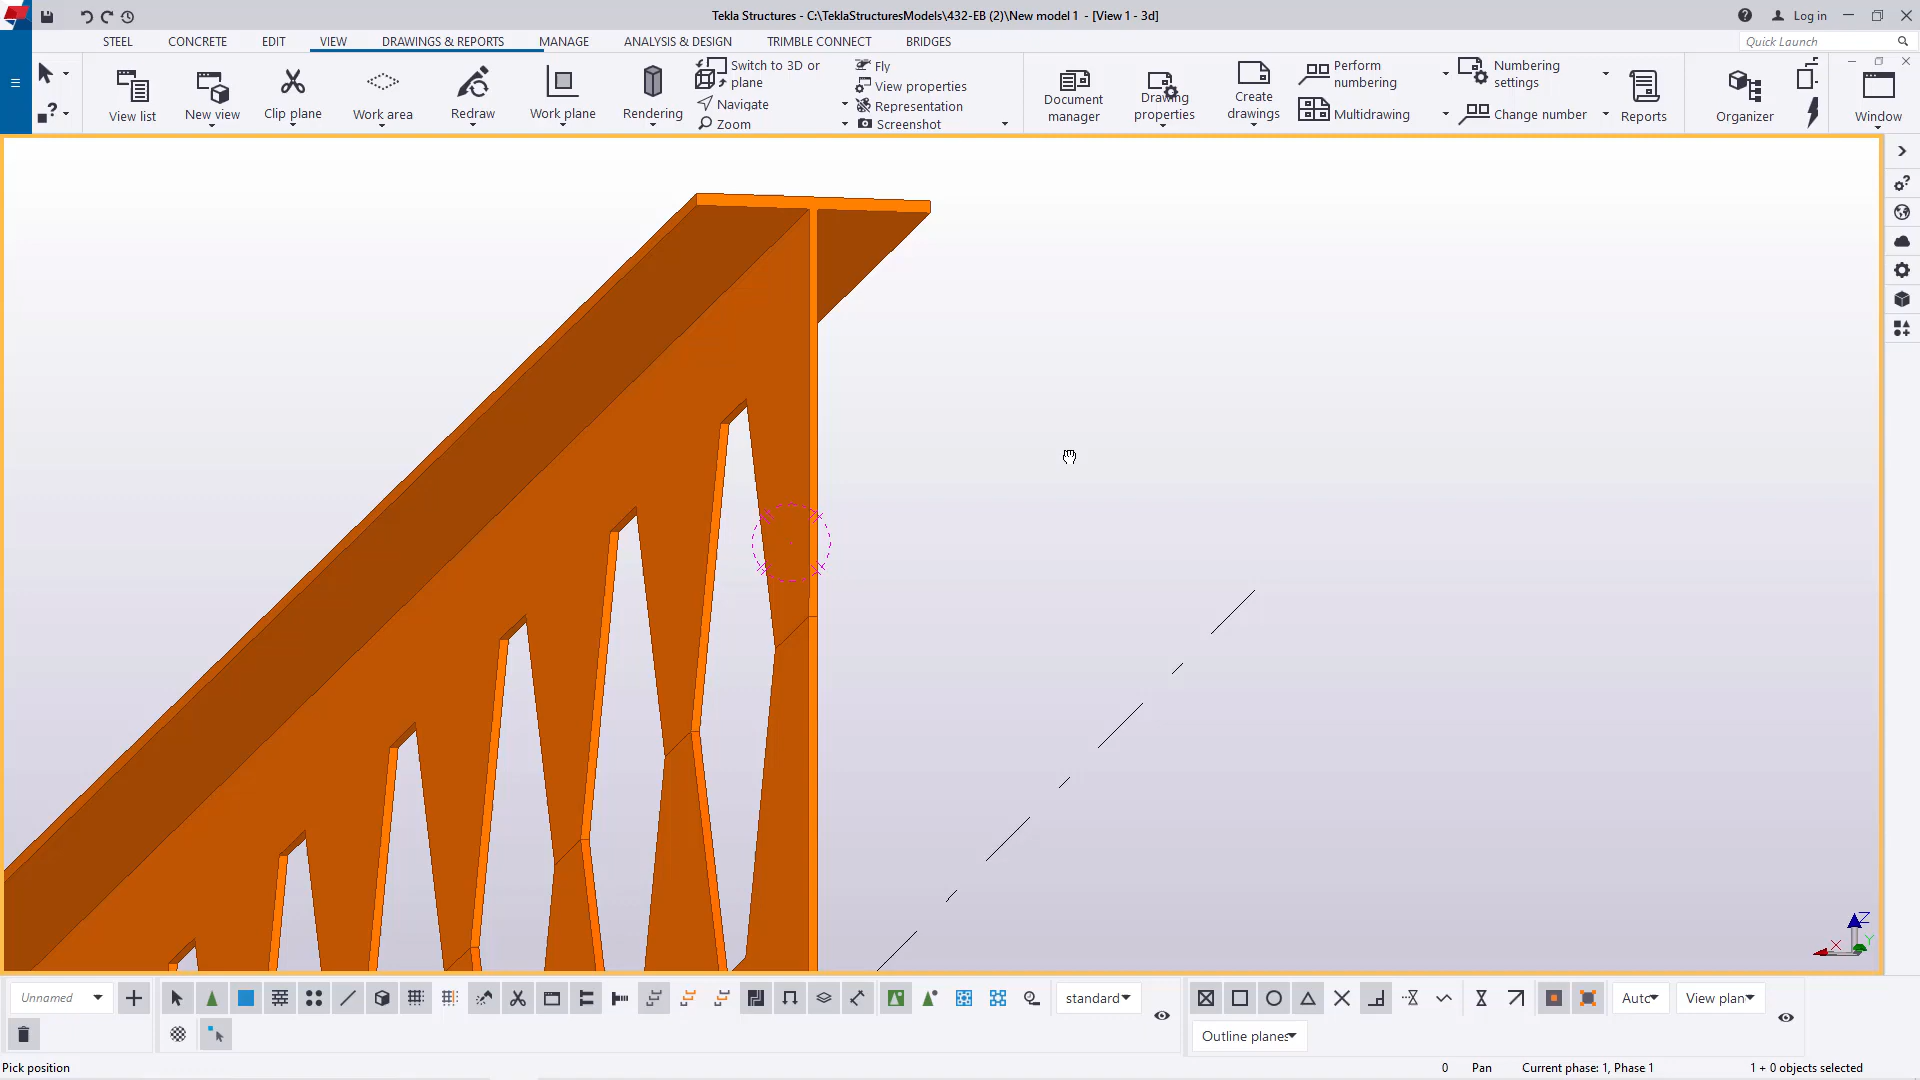 Tekla Structures - C:\TeklaStructuresModels\432-EB (2)\New model 1 - [View 1 - 3d]
Log in
STEEL
CONCRETE
EDIT
VIEW
DRAWINGS & REPORTS
MANAGE
ANALYSIS & DESIGN
TRIMBLE CONNECT
BRIDGES
Quick Launch
View list
New view
Clip plane
Work area
Redraw
Work plane
Rendering
Switch to 3D or
plane
Navigate
Zoom
Fly
View properties
Representation
Screenshot
Document
manager
Drawing
properties
Create
drawings
Perform
numbering
Multidrawing
Numbering
settings
Change number
Reports
Organizer
Window
Z
X
Y
Unnamed
standard
Auto
View plan
Outline planes
Pick position
0
Pan
Current phase: 1, Phase 1
1 + 0 objects selected